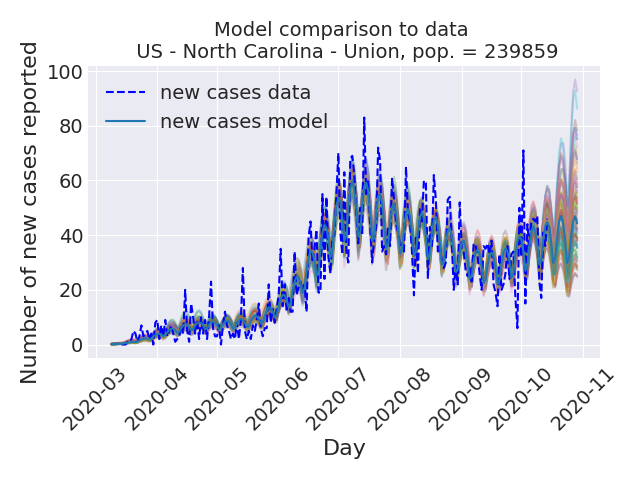 Model comparison to data
US - North Carolina - Union, pop. = 239859
Number of new cases reported
100
80
60
40
20
0
new cases data
new cases model
2020-03
2020-04
2020-05
2020-06
2020-07
2020-08
2020-09
2020-10
2020-11
Day